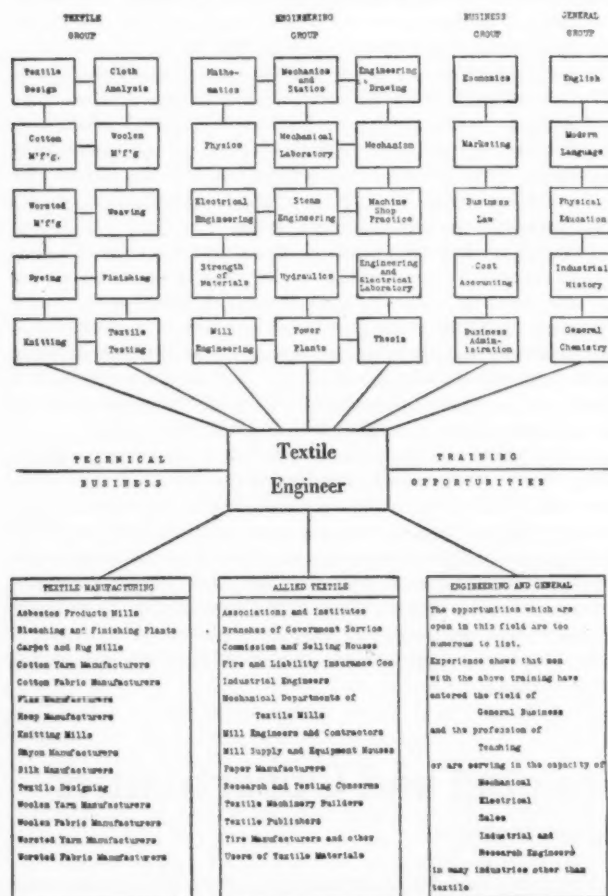 TEXTILE
GROUP
ENGINEERING
GROUP
BUSINESS
GROUP
GENERAL
GROUP
Textile
Design
Cloth
Analysis
Mathe-
matics
Mechanics
and
Statics
Engineering
Drawing
Economics
English
Cotton
M'f'g.
Woolen
M'f'g
Physics
Mechanical
Laboratory
Mechanism
Marketing
Modern
Language
Worsted
M'f'g
Weaving
Electrical
Engineering
Steam
Engineering
Machine
Shop
Practice
Business
Law
Physical
Education
Dyeing
Finishing
Strength
of
Materials
Hydraulics
Engineering
and
Electrical
Laboratory
Cost
Accounting
Industrial
History
Knitting
Textile
Testing
Mill
Engineering
Power
Plants
Thesis
Business
Admin-
istration
General
Chemistry
Textile
Engineer
TECHNICAL
TRAINING
BUSINESS
OPPORTUNITIES
TEXTILE MANUFACTURING
Asbestos Products Mills
Bleaching and Finishing Plants
Carpet and Rug Mills
Cotton Yarn Manufacturers
Cotton Fabric Manufacturers
Flax Manufacturers
Hemp Manufacturers
Knitting Mills
Rayon Manufacturers
Silk Manufacturers
Textile Designing
Woolen Yarn Manufacturers
Woolen Fabric Manufacturers
Worsted Yarn Manufacturers
Worsted Fabric Manufacturers
ALLIED TEXTILE
Associations and Institutes
Branches of Government Service
Commission and Selling Houses
Fire and Liability Insurance Cos
Industrial Engineers
Mechanical Departments of
Textile Mills
Mill Engineers and Contractors
Mill Supply and Equipment Houses
Paper Manufacturers
Research and Testing Concerns
Textile Machinery Builders
Textile Publishers
Tire Manufacturers and other
Users of Textile Materials
ENGINEERING AND GENERAL
The opportunities which are
open in this field are too
numerous to list.
Experience shows that men
with the above training have
entered the field of
General Business
and the profession of
Teaching
or are serving in the capacity of
Mechanical
Electrical
Sales
Industrial and
Research Engineers
in many industries other than
textile